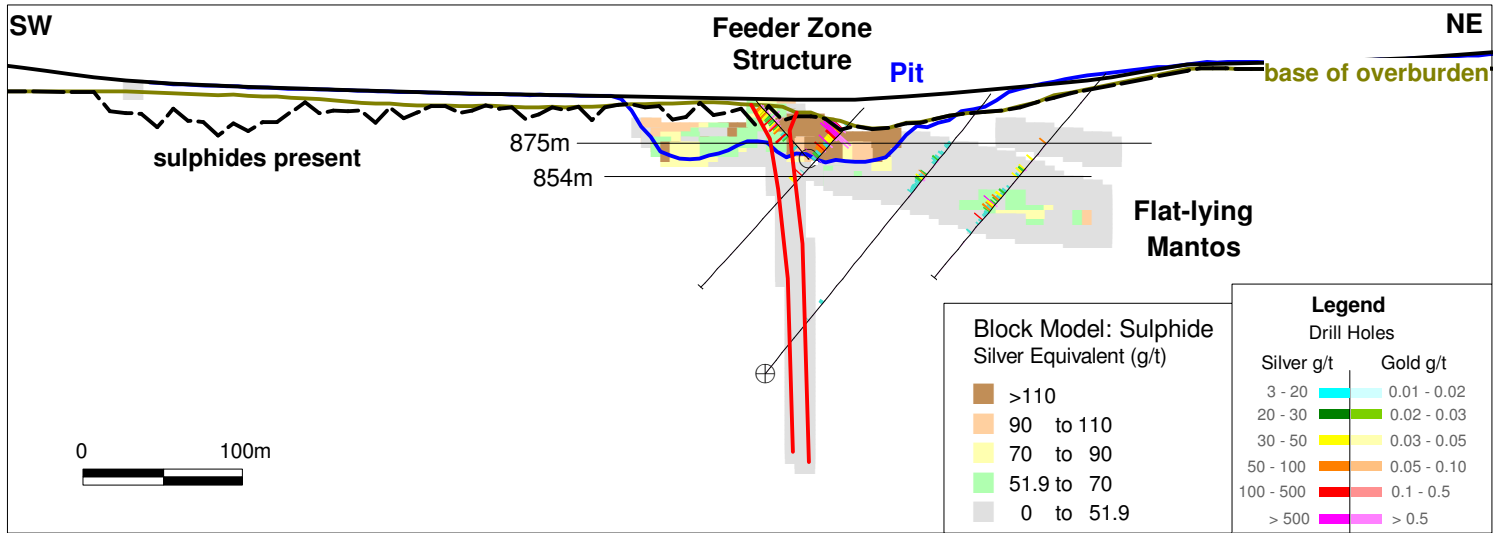 SW
Feeder Zone
Structure
NE
Pit
base of overburden
sulphides present
875m
854m
Flat-lying
Mantos
0 100m
Block Model: Sulphide
Silver Equivalent (g/t)
>110
90 to 110
70 to 90
51.9 to 70
0 to 51.9
Legend
Drill Holes
Silver g/t Gold g/t
3 - 20 0.01 - 0.02
20 - 30 0.02 - 0.03
30 - 50 0.03 - 0.05
50 - 100 0.05 - 0.10
100 - 500 0.1 - 0.5
> 500 > 0.5